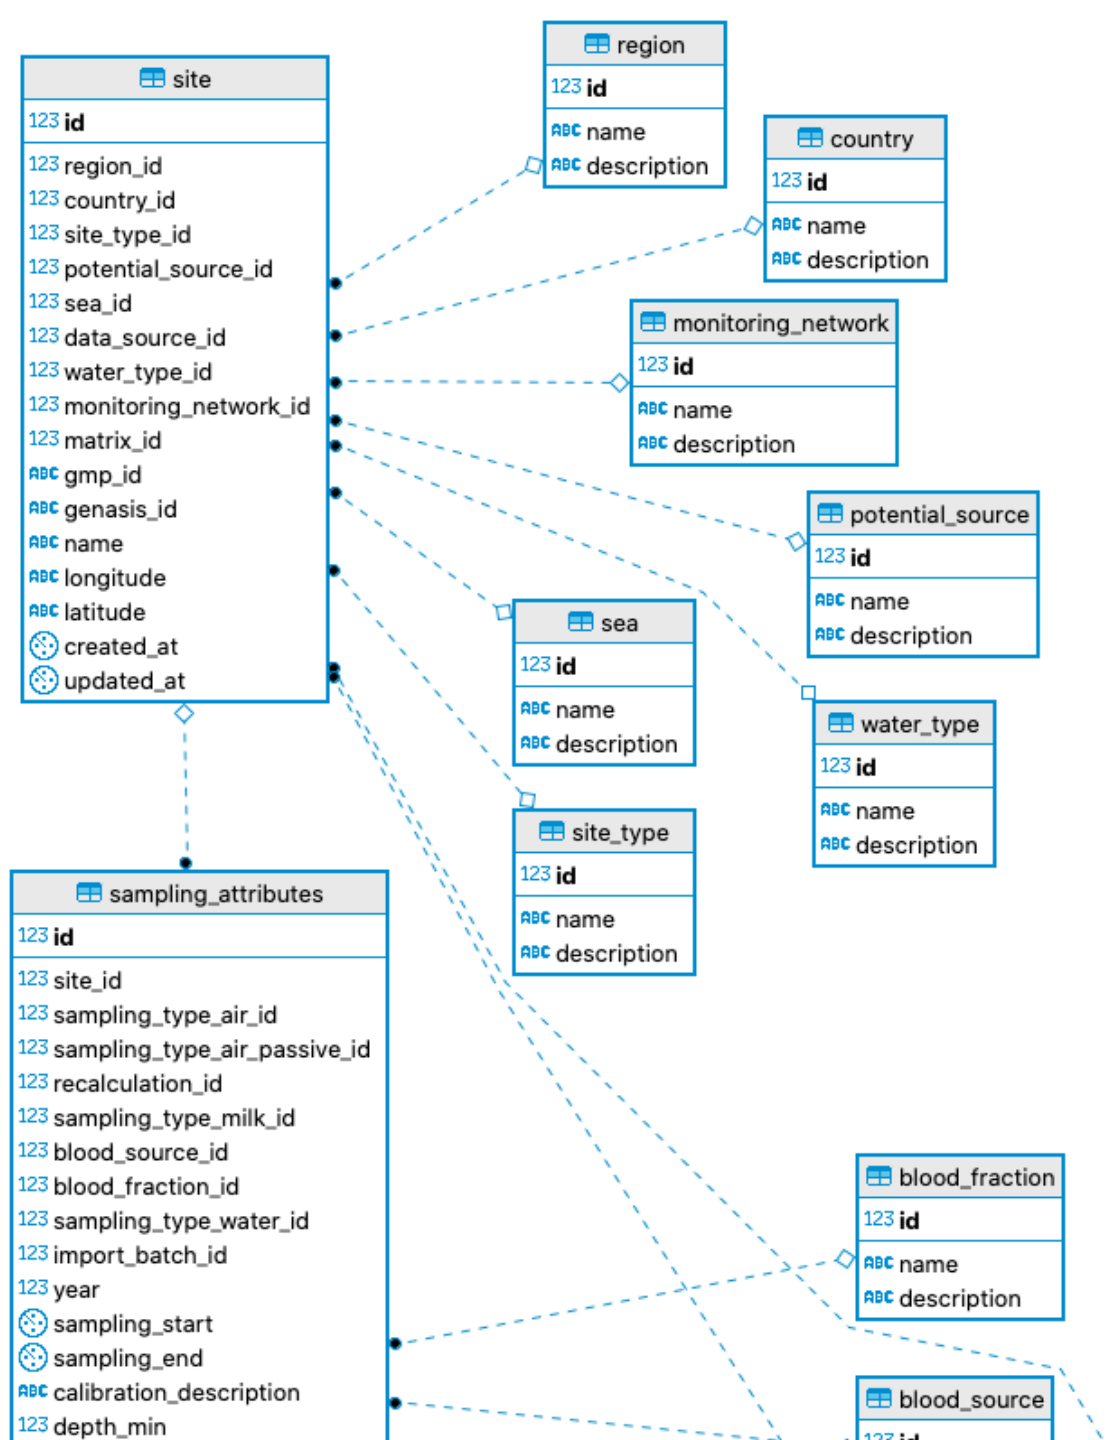 site
123 id
123 region_id
123 country_id
123 site_type_id
123 potential_source_id
123 sea_id
123 data_source_id
123 water_type_id
123 monitoring_network_id
123 matrix_id
ABC gmp_id
ABC genasis_id
ABC name
ABC longitude
ABC latitude
created_at
updated_at
region
123 id
ABC name
ABC description
country
123 id
ABC name
ABC description
monitoring_network
123 id
ABC name
ABC description
potential_source
123 id
ABC name
ABC description
sea
123 id
ABC name
ABC description
water_type
123 id
ABC name
ABC description
site_type
123 id
ABC name
ABC description
sampling_attributes
123 id
123 site_id
123 sampling_type_air_id
123 sampling_type_air_passive_id
123 recalculation_id
123 sampling_type_milk_id
123 blood_source_id
123 blood_fraction_id
123 sampling_type_water_id
123 import_batch_id
123 year
sampling_start
sampling_end
ABC calibration_description
123 depth_min
blood_fraction
123 id
ABC name
ABC description
blood_source
123 id